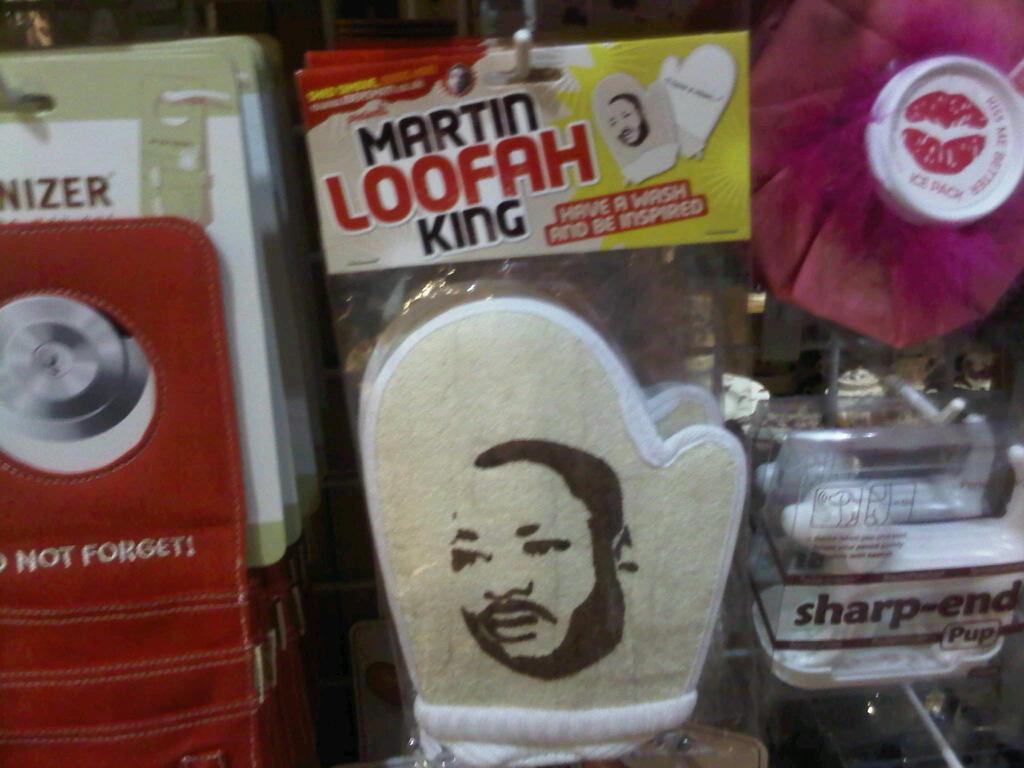 MARTIN
LOOFAH
KING
HAVE A WASH
AND BE INSPIRED
NIZER
NOT FORGET!
KISS ME BETTER
ICE PACK
sharp-end
Pup